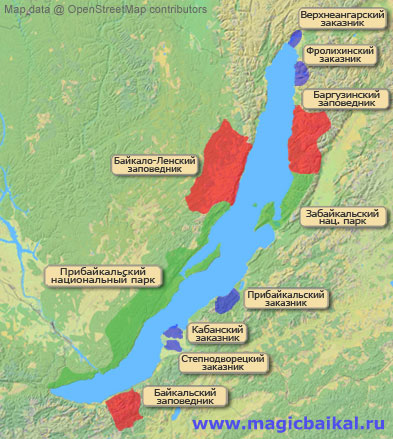 Map data @ OpenStreetMap contributors
Верхнеангарский
заказник
Фролихинский
заказник
Баргузинский
заповедник
Байкало-Ленский
заповедник
Забайкальский
нац. парк
Прибайкальский
национальный парк
Прибайкальский
заказник
Кабанский
заказник
Степнодворецкий
заказник
Байкальский
заповедник
www.magicbaikal.ru